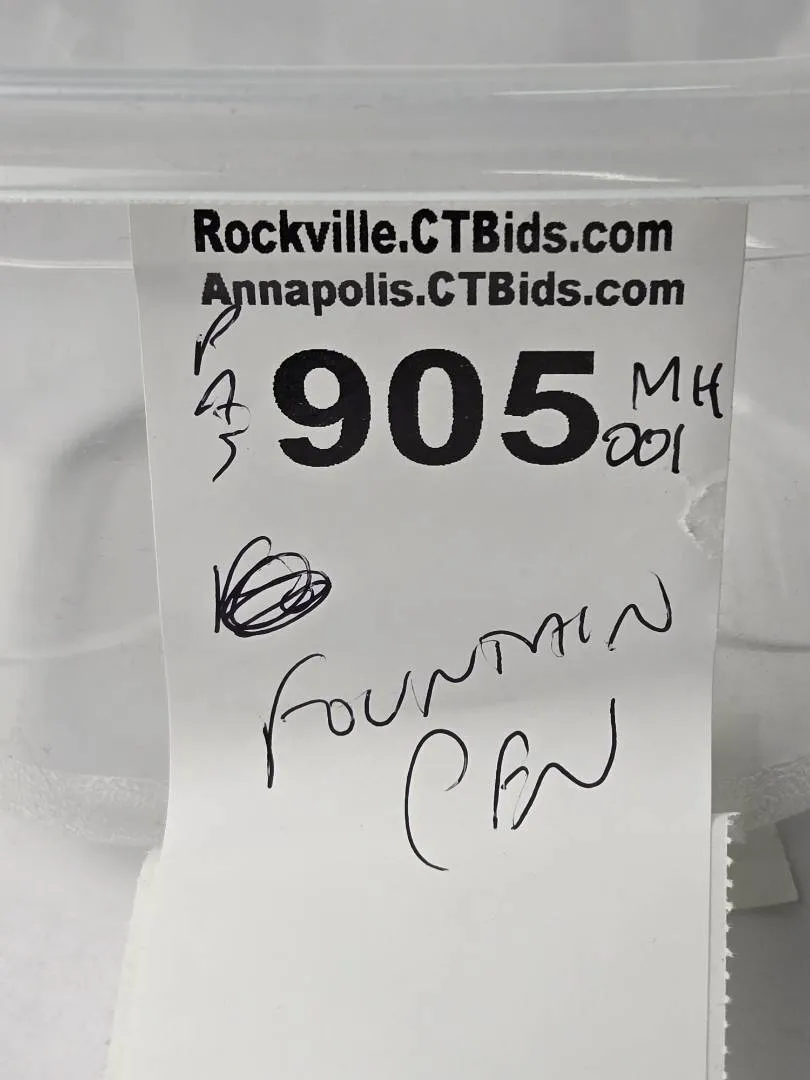 Rockville.CTBids.com
Annapolis.CTBids.com
905
MH
001
FOUNTAIN
PEN